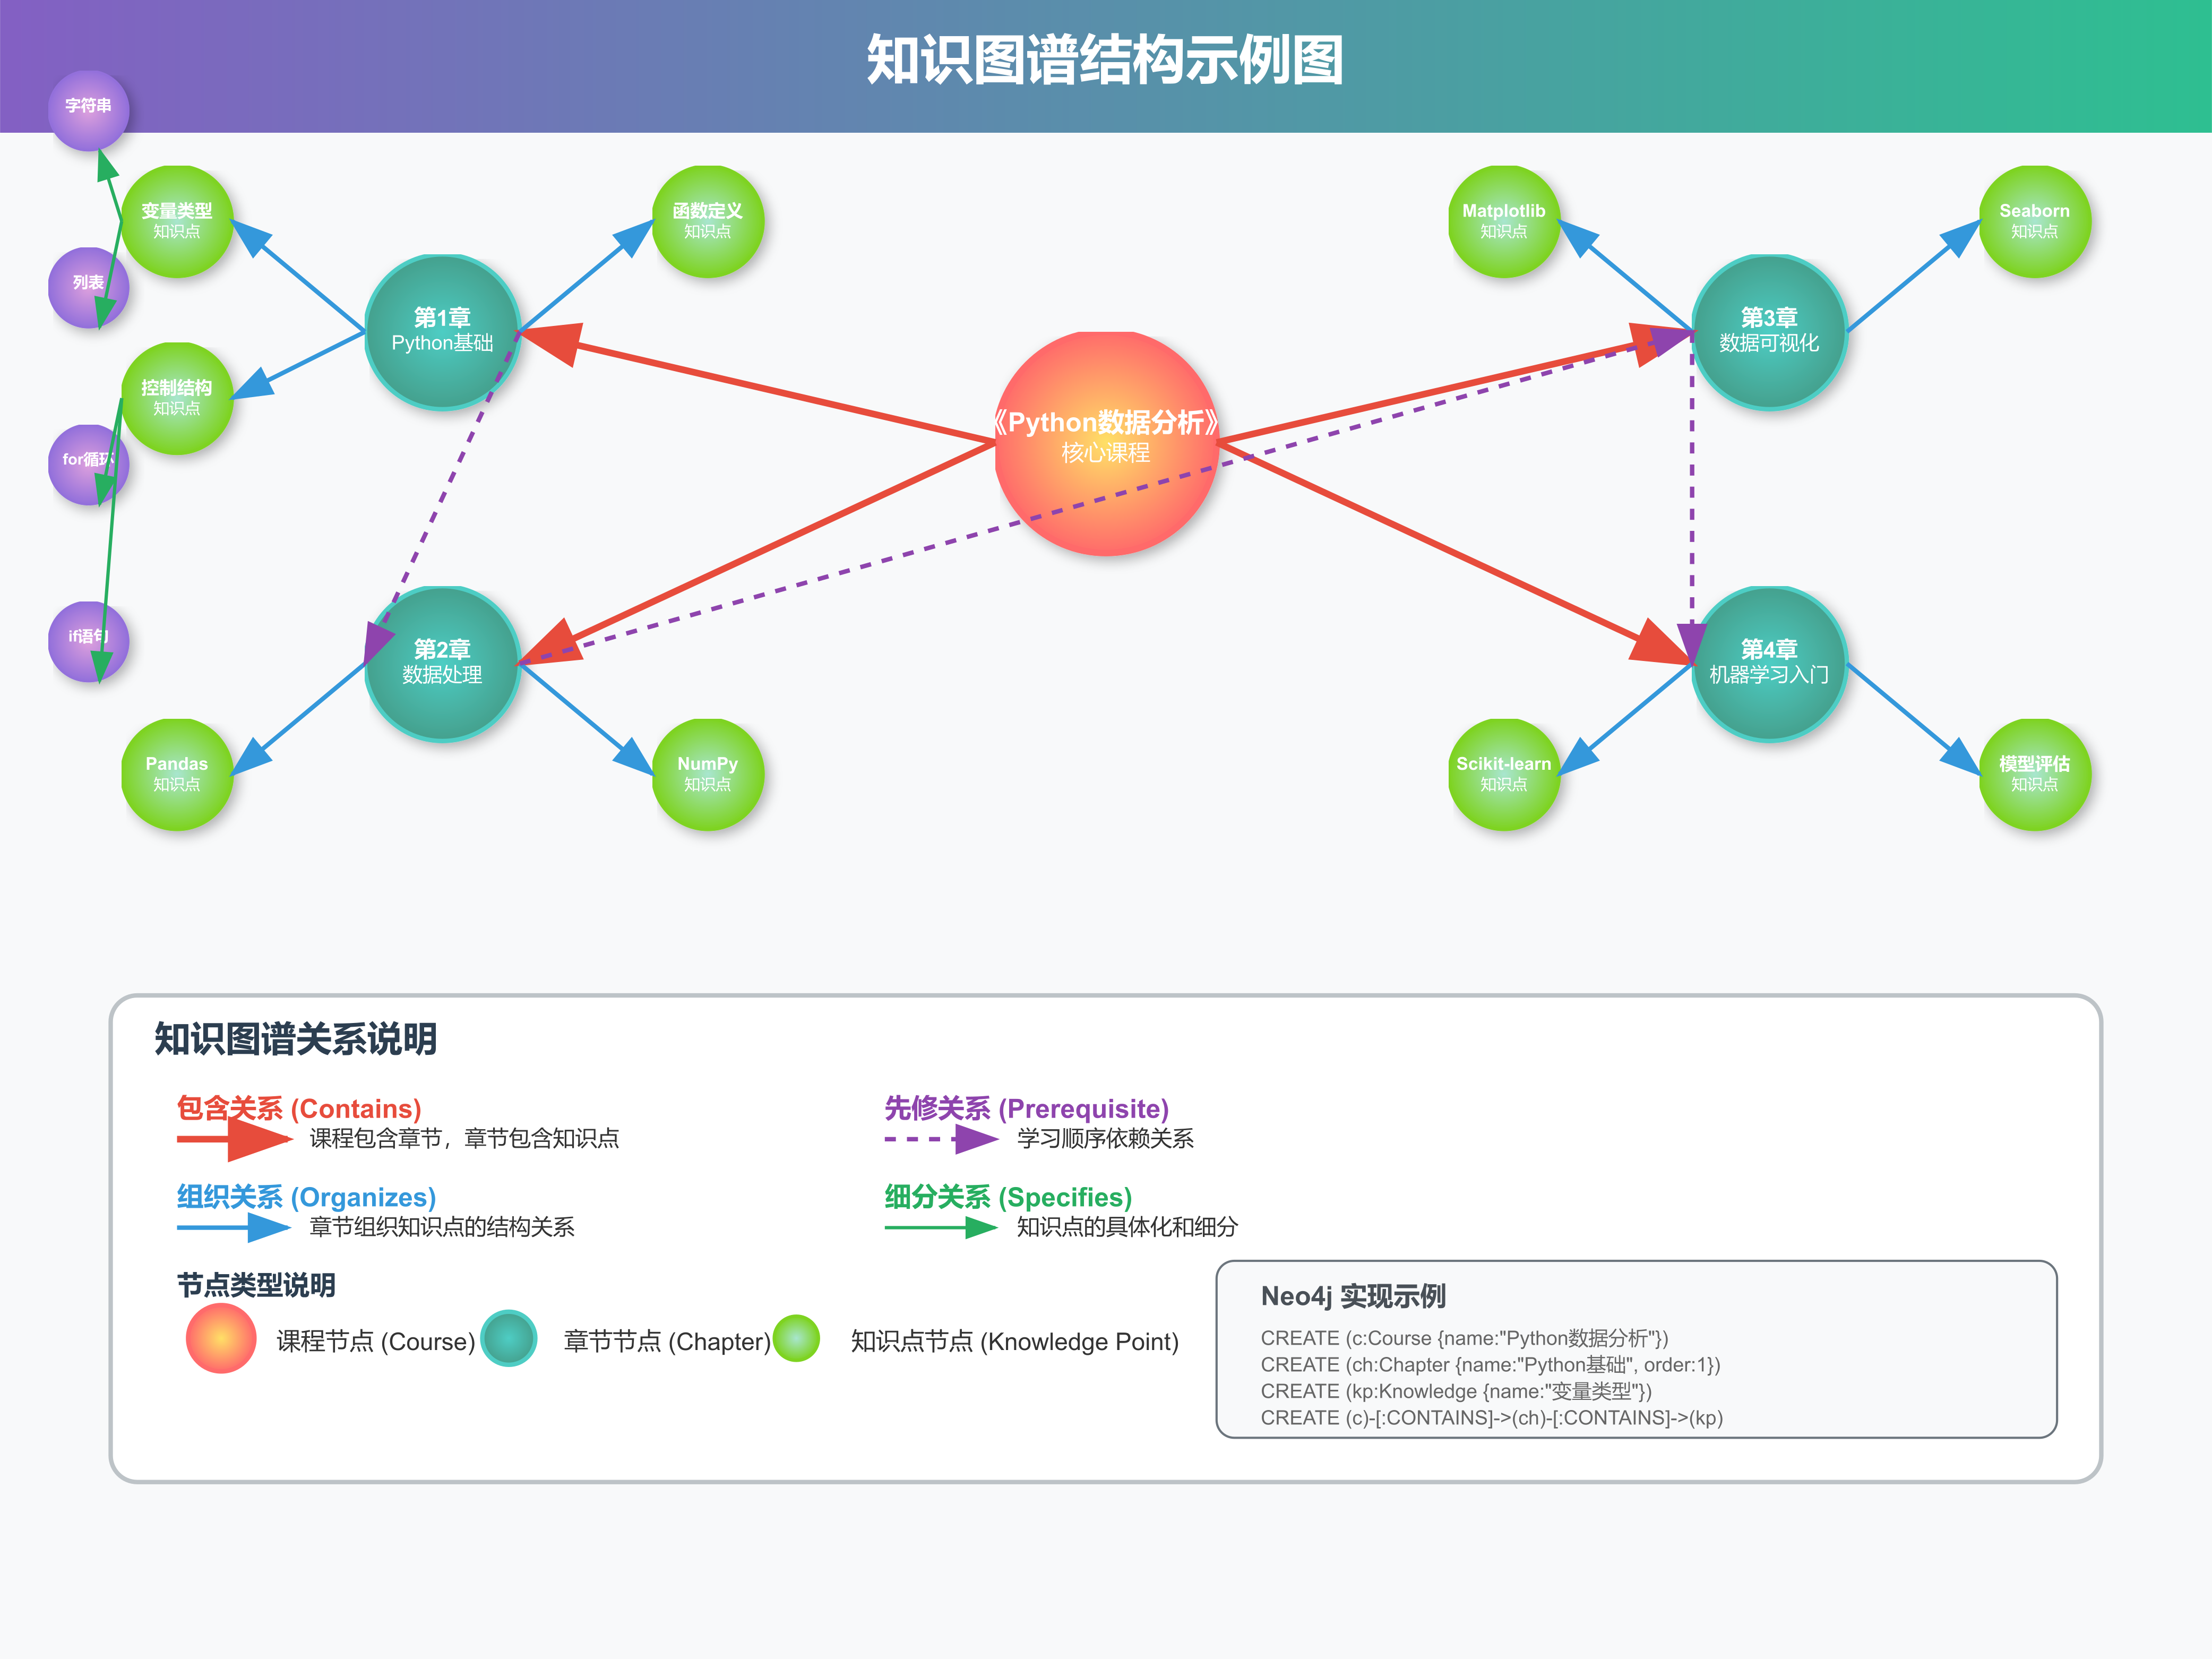 知识图谱结构示例图
字符串
变量类型
知识点
函数定义
知识点
Matplotlib
知识点
Seaborn
知识点
列表
第1章
Python基础
第3章
数据可视化
控制结构
知识点
《Python数据分析》
核心课程
for循环
if语句
第2章
数据处理
第4章
机器学习入门
Pandas
知识点
NumPy
知识点
Scikit-learn
知识点
模型评估
知识点
知识图谱关系说明
包含关系 (Contains)
课程包含章节，章节包含知识点
先修关系 (Prerequisite)
学习顺序依赖关系
组织关系 (Organizes)
章节组织知识点的结构关系
细分关系 (Specifies)
知识点的具体化和细分
节点类型说明
课程节点 (Course)
章节节点 (Chapter)
知识点节点 (Knowledge Point)
Neo4j 实现示例
CREATE (c:Course {name:"Python数据分析"})
CREATE (ch:Chapter {name:"Python基础", order:1})
CREATE (kp:Knowledge {name:"变量类型"})
CREATE (c)-[:CONTAINS]->(ch)-[:CONTAINS]->(kp)